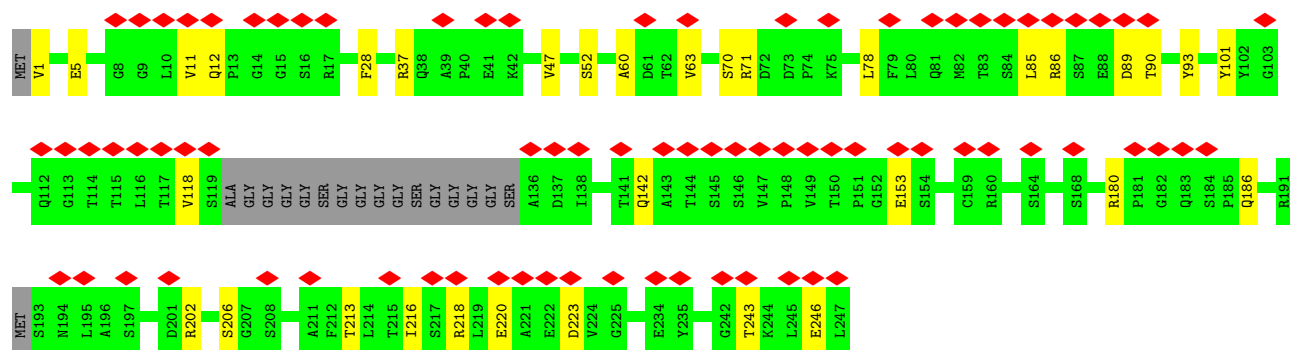 MET V1 E5 G8 G9 L10 V11 Q12 P13 G14 G15 S16 R17 F28 R37 Q38 A39 P40 E41 K42 V47 S52 A60 D61 T62 V63 S70 R71 D72 D73 P74 K75 L78 F79 L80 Q81 M82 T83 S84 L85 R86 S87 E88 D89 T90 Y93 Y101 Y102 G103
Q112 G113 T114 T115 L116 T117 V118 S119 ALA GLY GLY GLY GLY SER GLY GLY GLY GLY SER GLY GLY GLY GLY SER A136 D137 I138 T141 Q142 A143 T144 S145 S146 V147 P148 V149 T150 P151 G152 E153 S154 C159 R160 S164 S168 R180 P181 G182 Q183 S184 P185 Q186 R191
MET S193 N194 L195 A196 S197 D201 R202 S206 G207 S208 A211 F212 T213 L214 T215 I216 S217 R218 L219 E220 A221 E222 D223 V224 G225 E234 Y235 G242 T243 K244 L245 E246 L247